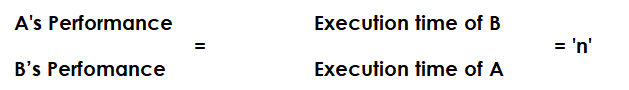 A's Performance Execution time of B
= = 'n'
B's Perfomance Execution time of A